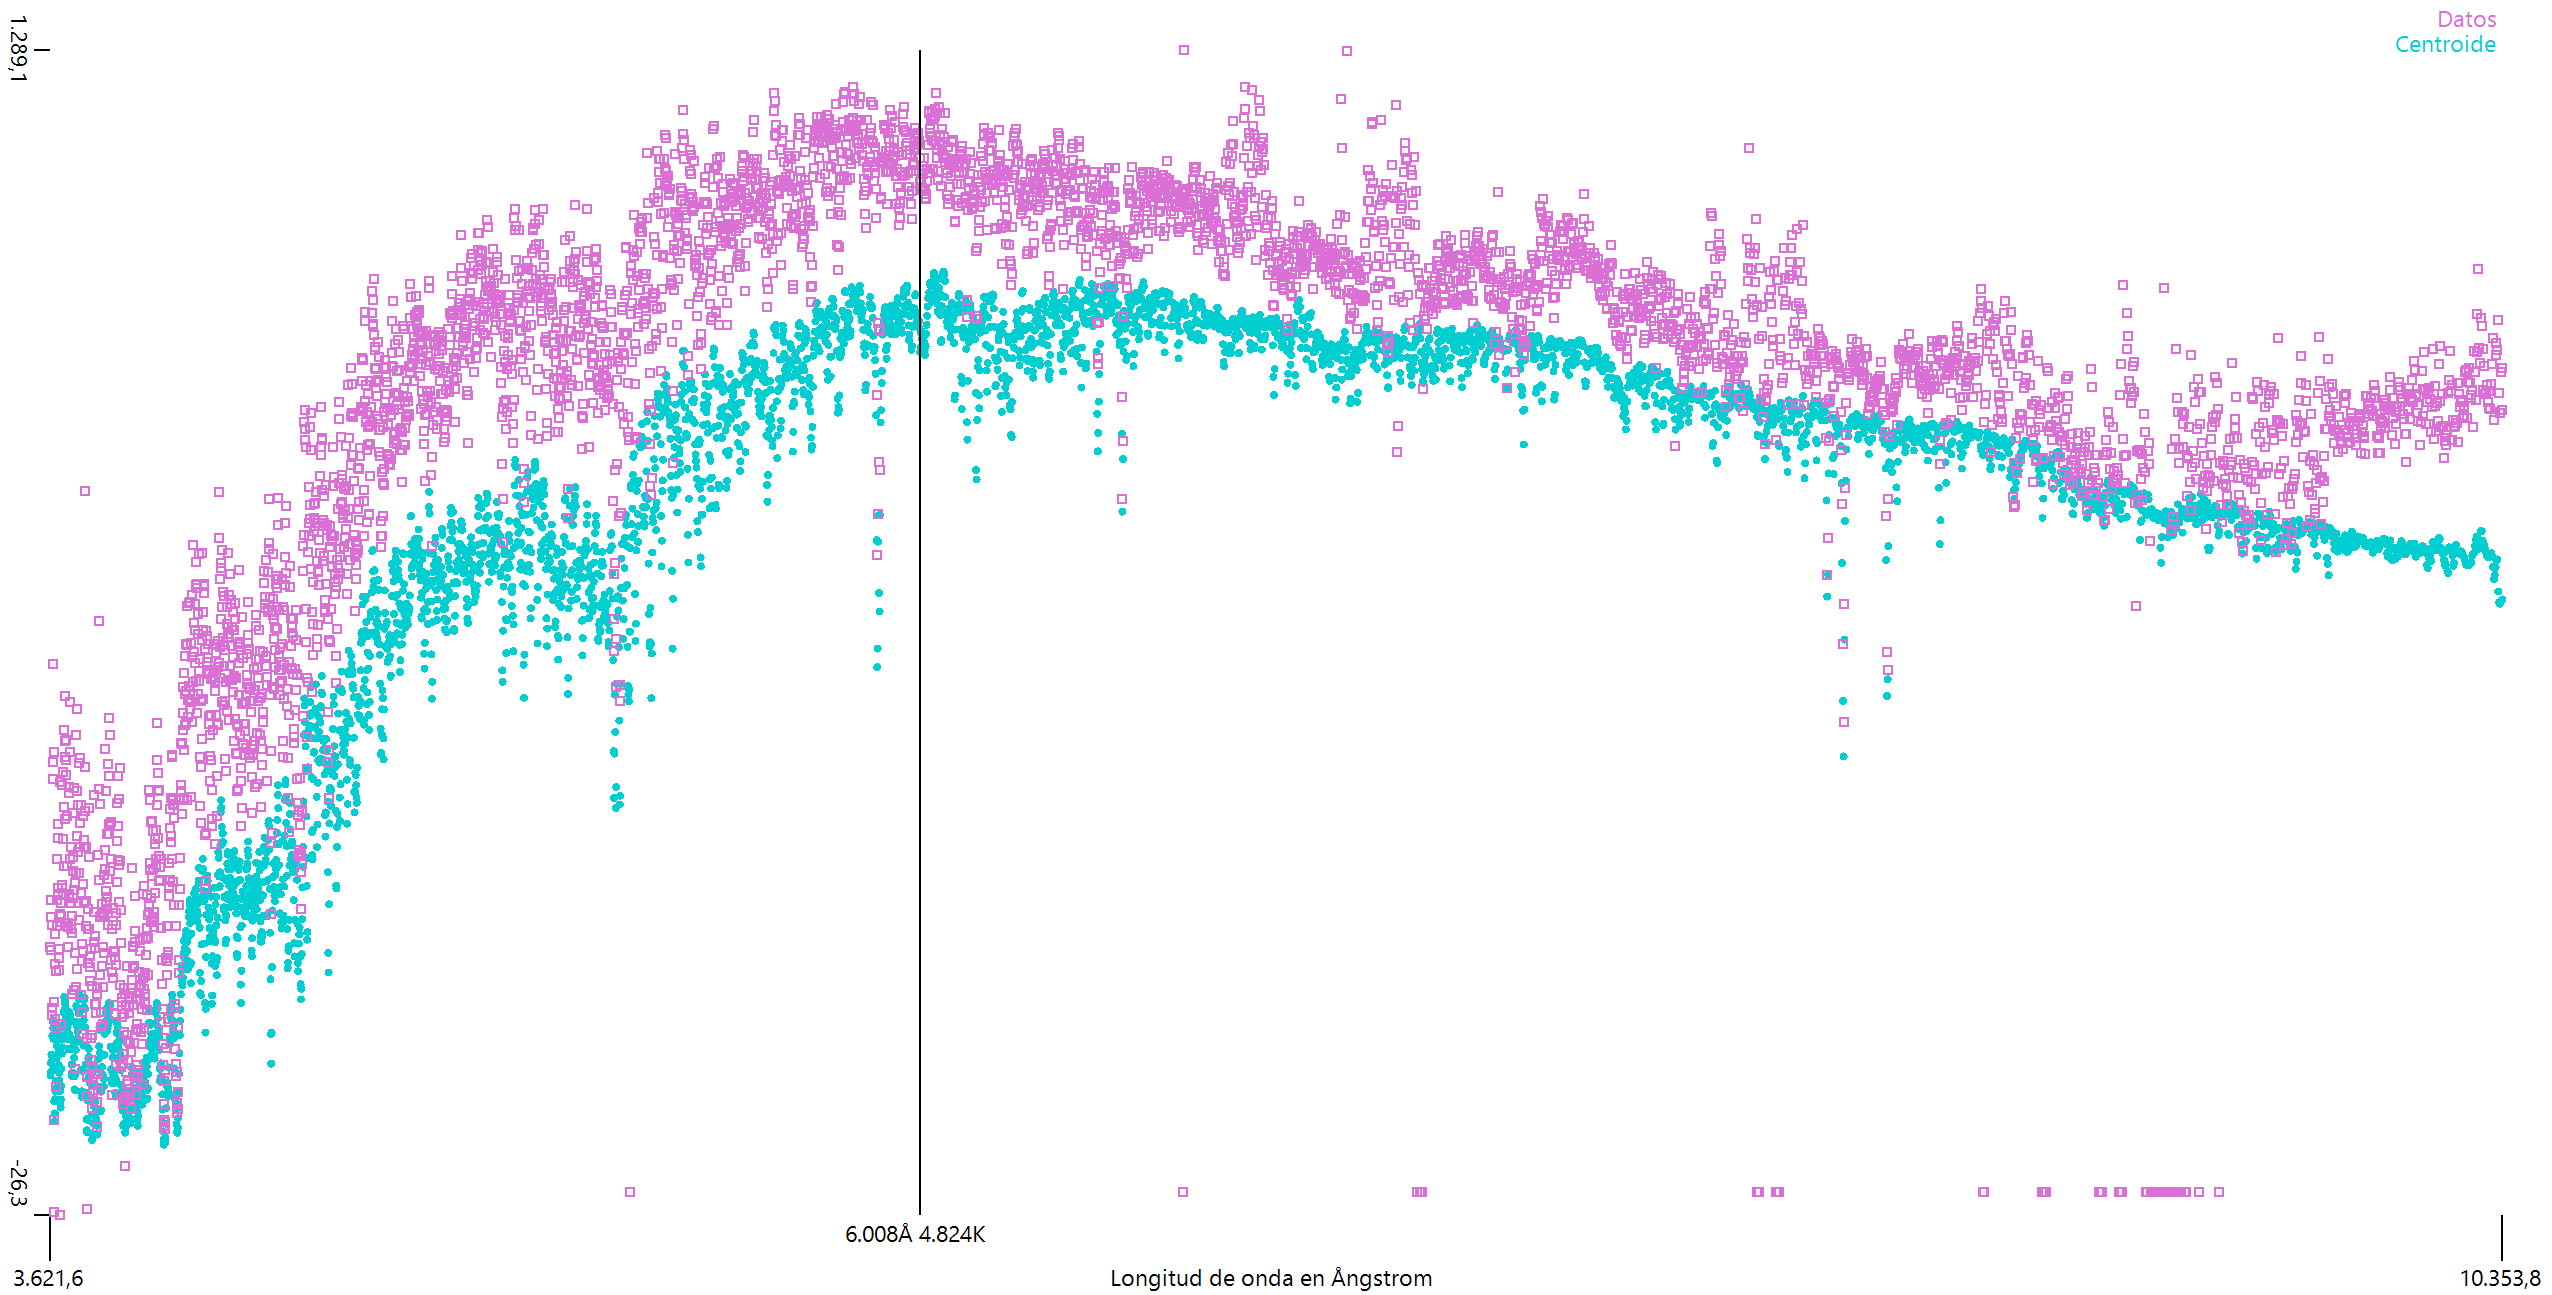 Datos
Centroide
1.289,1
-26,3
6.008Å 4.824K
3.621,6
Longitud de onda en Ångstrom
10.353,8